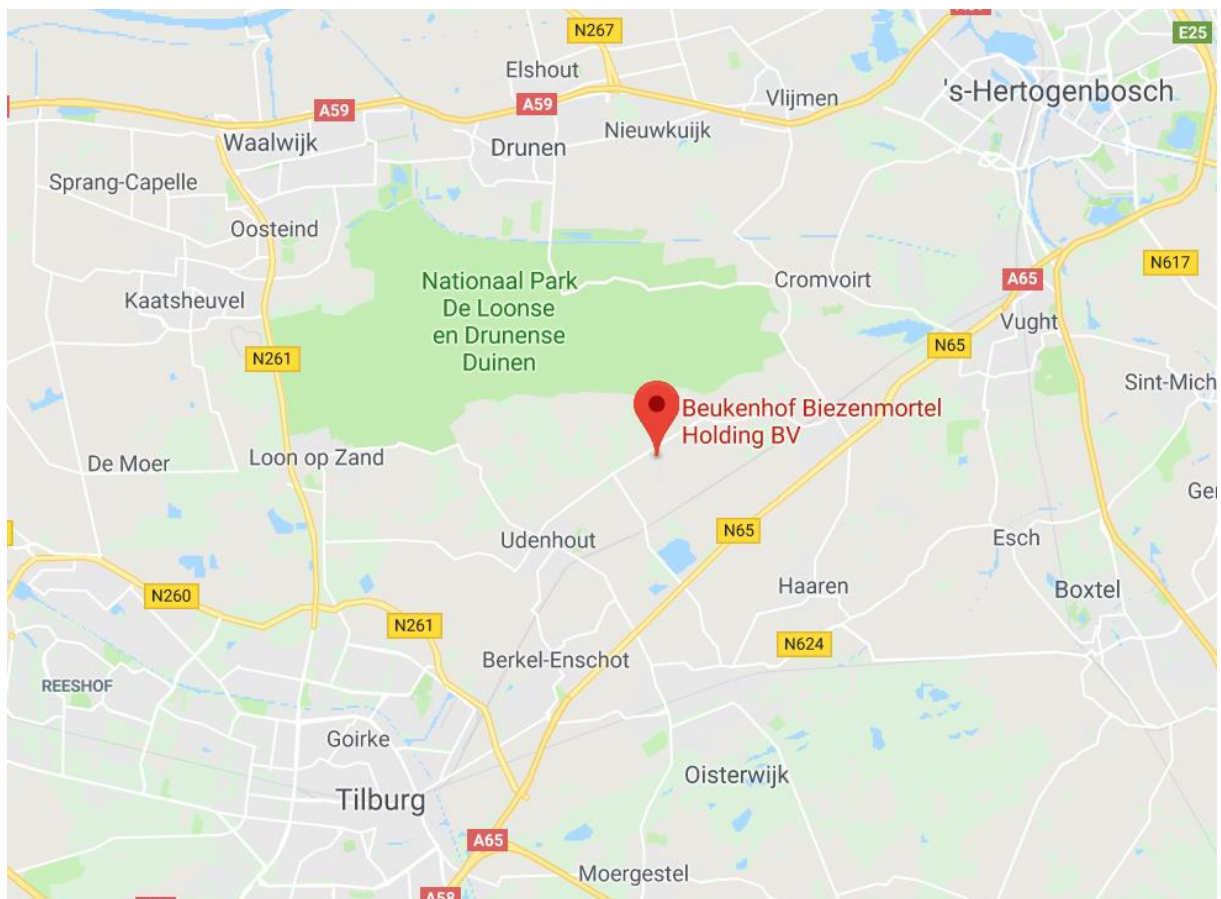 N267
E25
Elshout
Vlijmen
's-Hertogenbosch
A59
A59
Nieuwkuijk
Waalwijk
Drunen
Sprang-Capelle
Oosteind
N617
Nationaal Park
De Loonse
en Drunense
Duinen
Cromvoirt
A65
Kaatsheuvel
Vught
N65
N261
Sint-Mich
Beukenhof Biezenmortel
Holding BV
De Moer
Loon op Zand
Ger
N65
Udenhout
Esch
Haaren
Boxtel
N260
N261
N624
Berkel-Enschot
REESHOF
Goirke
Oisterwijk
Tilburg
A65
Moergestel
A58